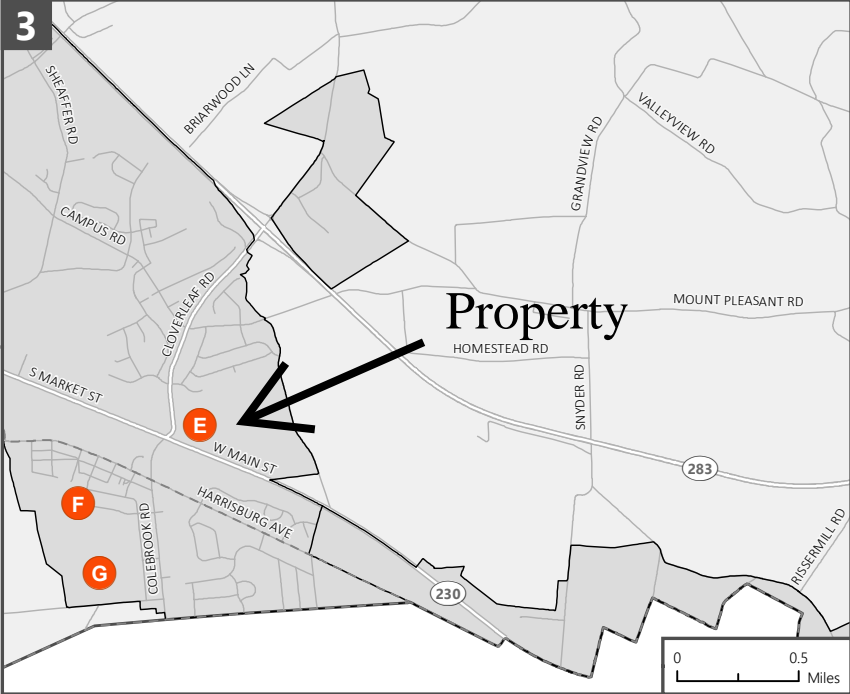 3
SHEAFFER RD
BRIARWOOD LN
VALLEYVIEW RD
GRANDVIEW RD
CAMPUS RD
CLOVERLEAF RD
MOUNT PLEASANT RD
Property
HOMESTEAD RD
S MARKET ST
SNYDER RD
E
W MAIN ST
283
F
HARRISBURG AVE
COLEBROOK RD
RISSERMILL RD
G
230
0 0.5
Miles